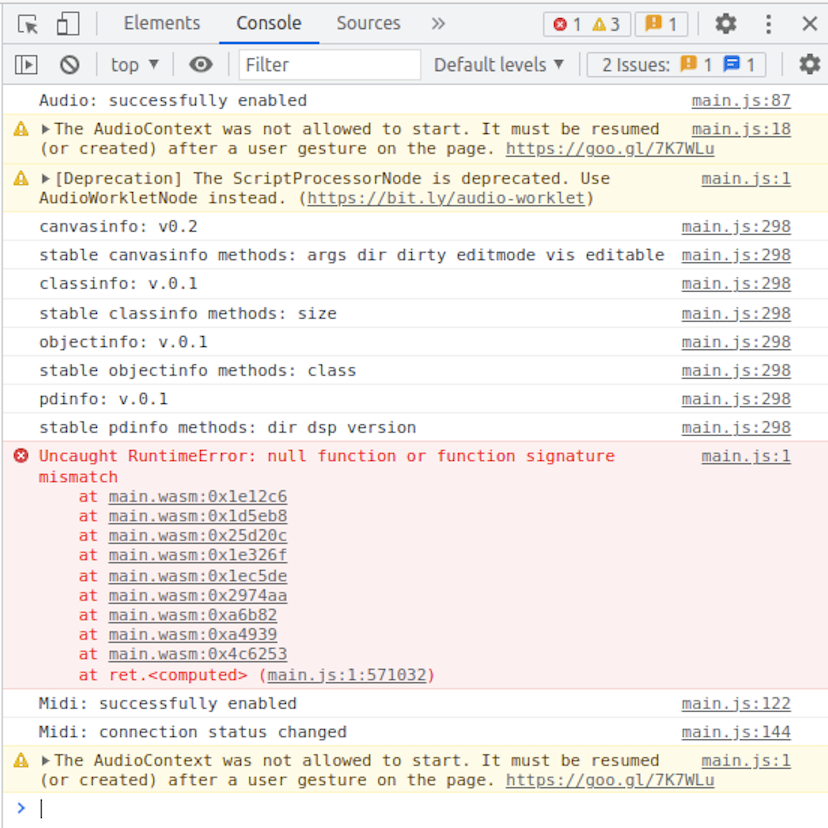 Elements Console Sources » 1 3 1
top ▼ Filter Default levels ▼ 2 Issues: 1 1
Audio: successfully enabled main.js:87
▶The AudioContext was not allowed to start. It must be resumed main.js:18
(or created) after a user gesture on the page. https://goo.gl/7K7WLu
▶[Deprecation] The ScriptProcessorNode is deprecated. Use main.js:1
AudioWorkletNode instead. (https://bit.ly/audio-worklet)
canvasinfo: v0.2 main.js:298
stable canvasinfo methods: args dir dirty editmode vis editable main.js:298
classinfo: v.0.1 main.js:298
stable classinfo methods: size main.js:298
objectinfo: v.0.1 main.js:298
stable objectinfo methods: class main.js:298
pdinfo: v.0.1 main.js:298
stable pdinfo methods: dir dsp version main.js:298
Uncaught RuntimeError: null function or function signature main.js:1
mismatch
at main.wasm:0x1e12c6
at main.wasm:0x1d5eb8
at main.wasm:0x25d20c
at main.wasm:0x1e326f
at main.wasm:0x1ec5de
at main.wasm:0x2974aa
at main.wasm:0xa6b82
at main.wasm:0xa4939
at main.wasm:0x4c6253
at ret.<computed> (main.js:1:571032)
Midi: successfully enabled main.js:122
Midi: connection status changed main.js:144
▶The AudioContext was not allowed to start. It must be resumed main.js:1
(or created) after a user gesture on the page. https://goo.gl/7K7WLu